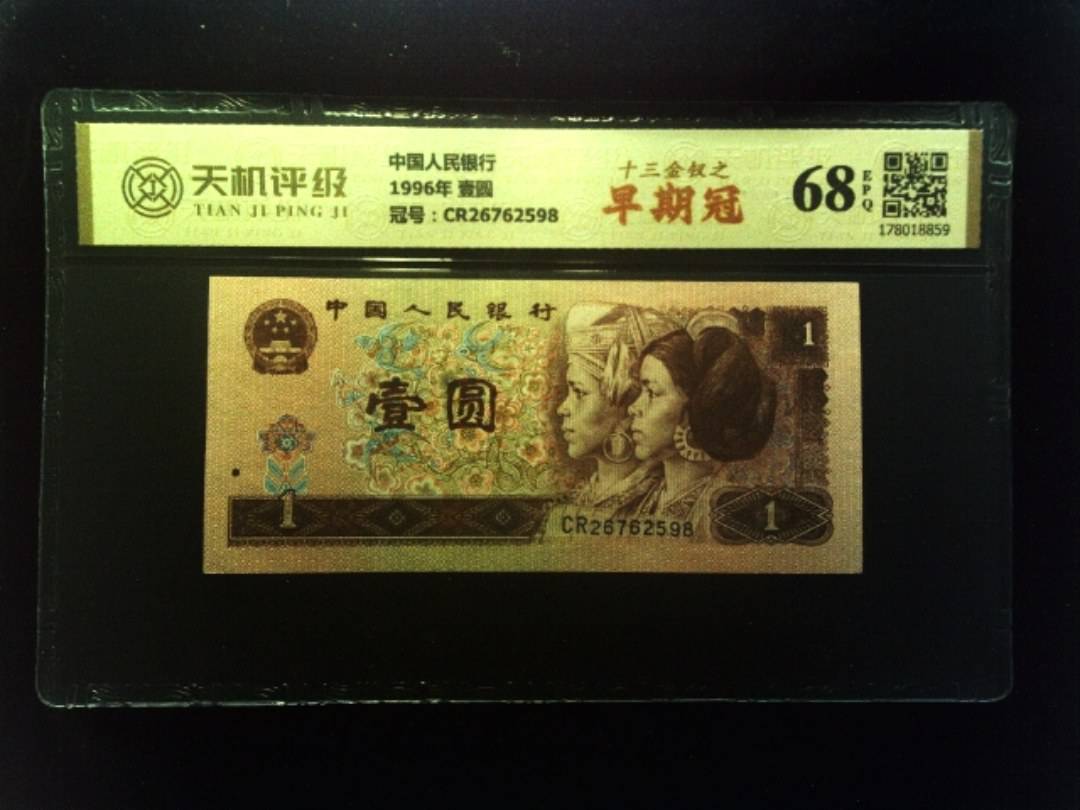 天机评级
TIAN JI PING JI
中国人民银行
1996年 壹圆
冠号：CR26762598
十三金钗之
早期冠
68
EPQ
178018859
中国人民银行
1
壹圆
1
CR26762598
1